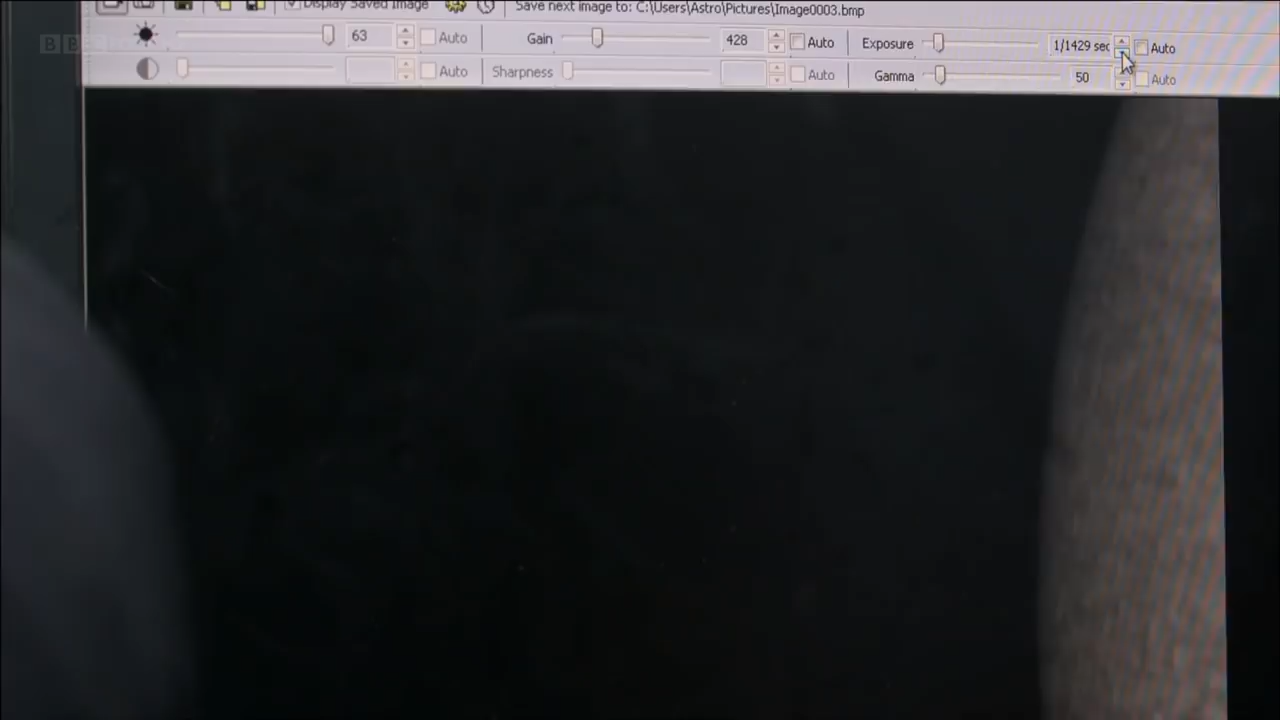 Display Saved Image Save next image to: C:\Users\Astro\Pictures\Image0003.bmp
63 Auto Gain 428 Auto Exposure 1/1429 sec Auto
Auto Sharpness Auto Gamma 50 Auto